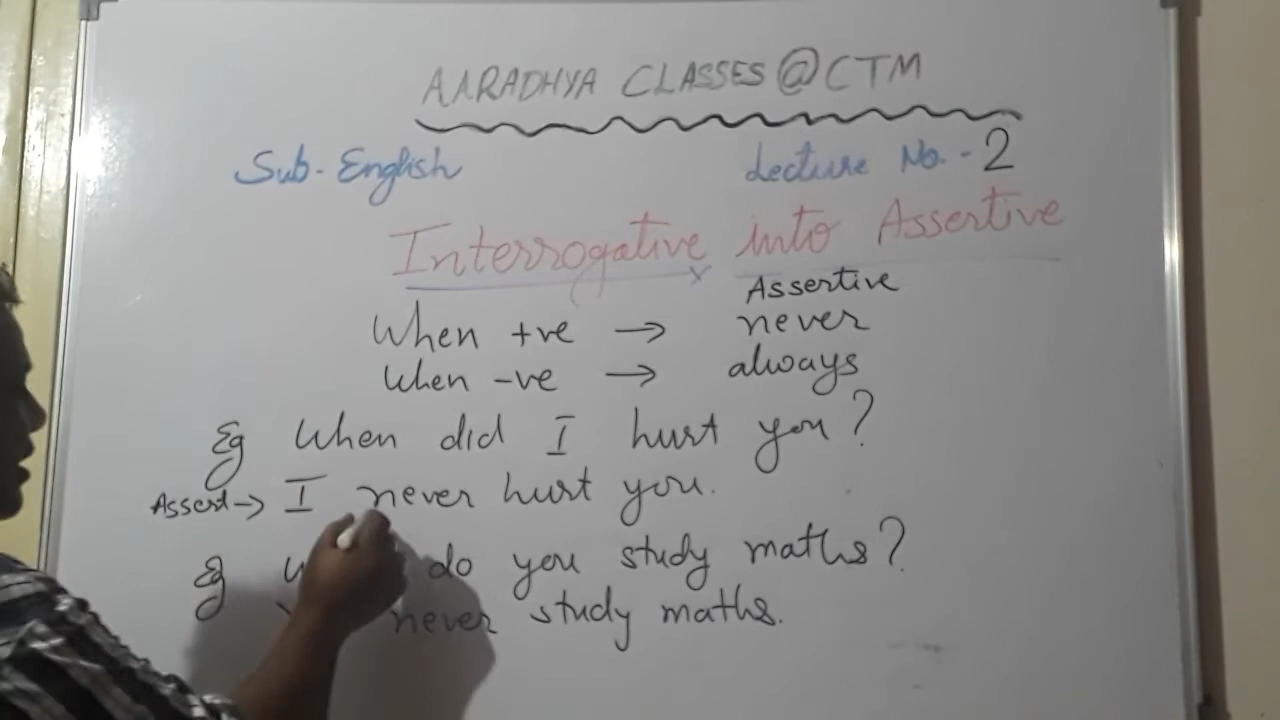 AARADHYA CLASSES @ CTM
Sub- English
Lecture No. - 2
Interrogative into Assertive
Assertive
When +ve → never
When -ve → always
Eg When did I hurt you?
Assert → I never hurt you.
Eg do you study maths?
never study maths.